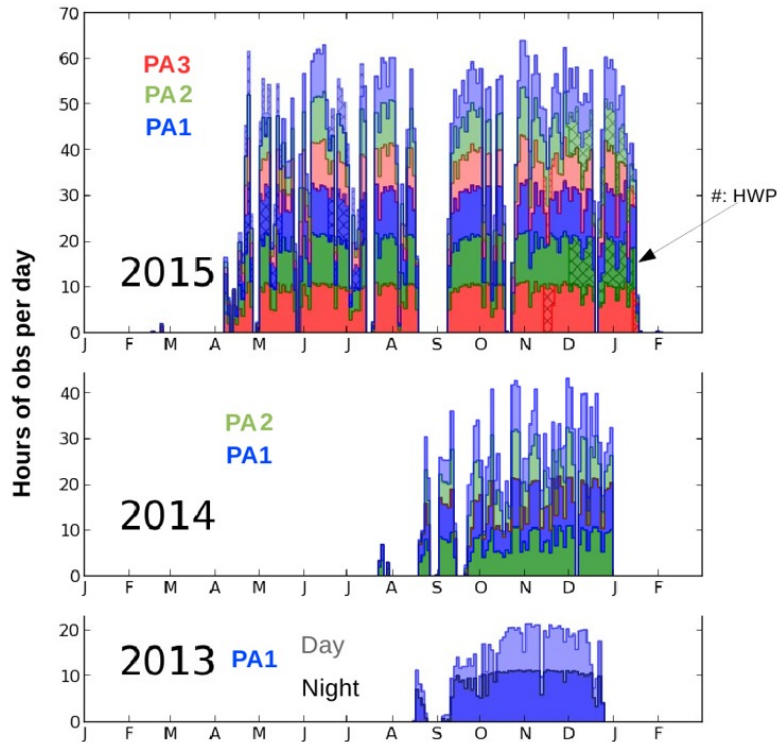 Hours of obs per day
70
60
50
40
30
20
10
0
PA3
PA2
PA1
2015
#: HWP
J F M A M J J A S O N D J F
40
30
20
10
0
PA2
PA1
2014
J F M A M J J A S O N D J F
20
10
0
2013 PA1 Day
Night
J F M A M J J A S O N D J F